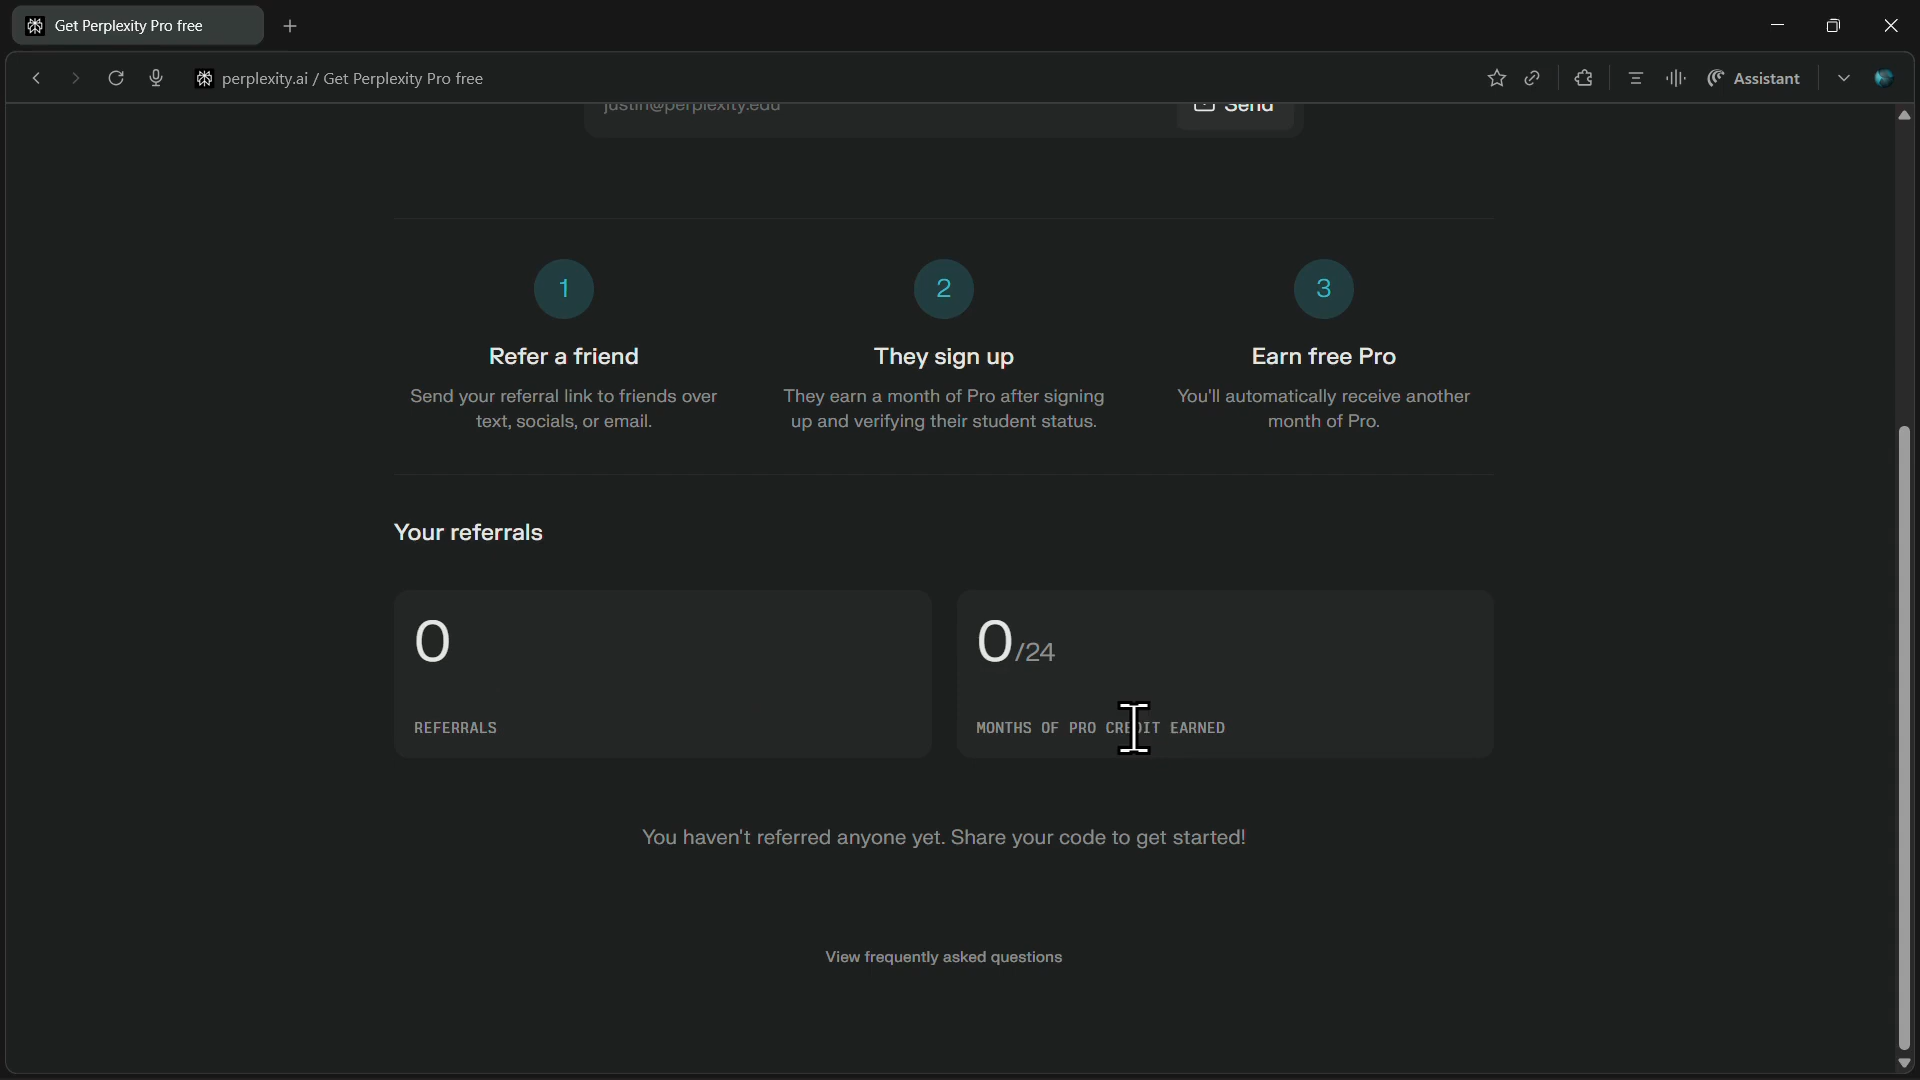 Get Perplexity Pro free
perplexity.ai / Get Perplexity Pro free
Assistant
justin@perplexity.edu
Send
1
2
3
Refer a friend
They sign up
Earn free Pro
Send your referral link to friends over
text, socials, or email.
They earn a month of Pro after signing
up and verifying their student status.
You'll automatically receive another
month of Pro.
Your referrals
0
REFERRALS
0/24
MONTHS OF PRO CREDIT EARNED
You haven't referred anyone yet. Share your code to get started!
View frequently asked questions